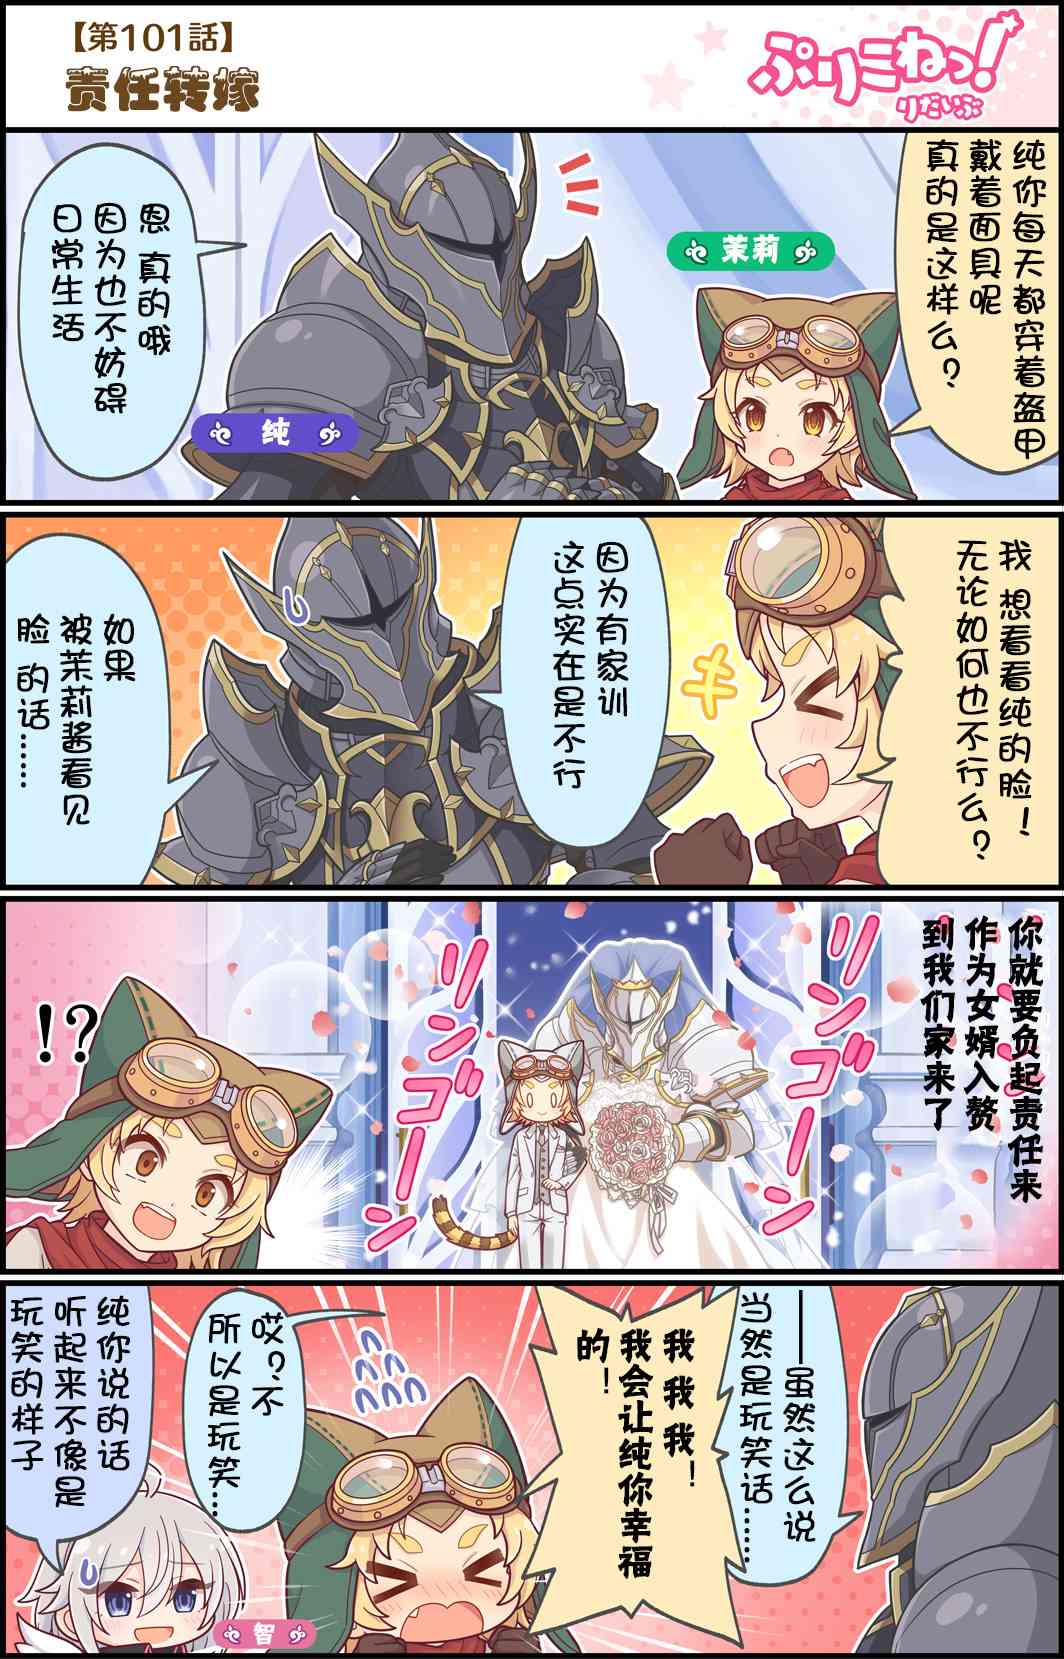 【第101話】
责任转嫁
ぷりこねっ!
りだいぶ
纯你每天都穿着盔甲
戴着面具呢
真的是这样么?
茉莉
恩 真的哦
因为也不妨碍
日常生活
纯
我 想看看纯的脸!
无论如何也不行么?
因为有家训
这点实在是不行
如果
被茉莉酱看见
脸 的话……
你就要负起责任来
作为女婿入赘
到我们家来了
リンゴーン
リンゴーン
!?
——虽然这么说
当然是玩笑话……
我 我 我!
我会让纯你幸福
的!
哎?不
所以是玩笑…
纯你说的话
听起来不像是
玩笑的样子
智